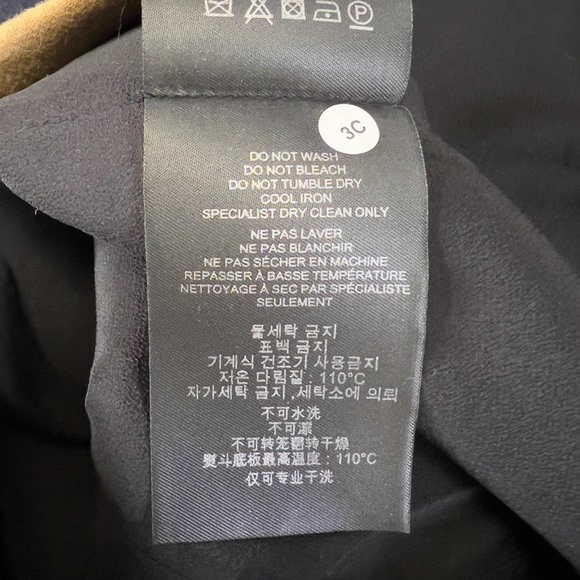 3C
DO NOT WASH
DO NOT BLEACH
DO NOT TUMBLE DRY
COOL IRON
SPECIALIST DRY CLEAN ONLY
NE PAS LAVER
NE PAS BLANCHIR
NE PAS SÉCHER EN MACHINE
REPASSER À BASSE TEMPÉRATURE
NETTOYAGE À SEC PAR SPÉCIALISTE
SEULEMENT
물세탁 금지
표백 금지
기계식 건조기 사용금지
저온 다림질 : 110°C
자가세탁 금지,세탁소에 의뢰
不可水洗
不可漂
不可转笼翻转干燥
熨斗底板最高温度 : 110°C
仅可专业干洗